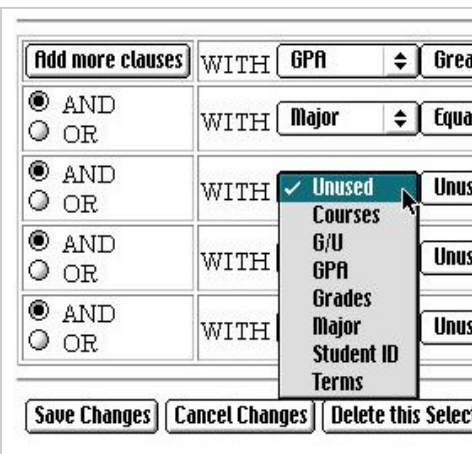 Add more clauses WITH GPA Grea
AND
OR
WITH Major Equa
AND
OR
WITH Unused Unus
Courses
G/U
GPA
Grades
Major
Student ID
Terms
AND
OR
WITH Unus
AND
OR
WITH Unus
Save Changes Cancel Changes Delete this Select